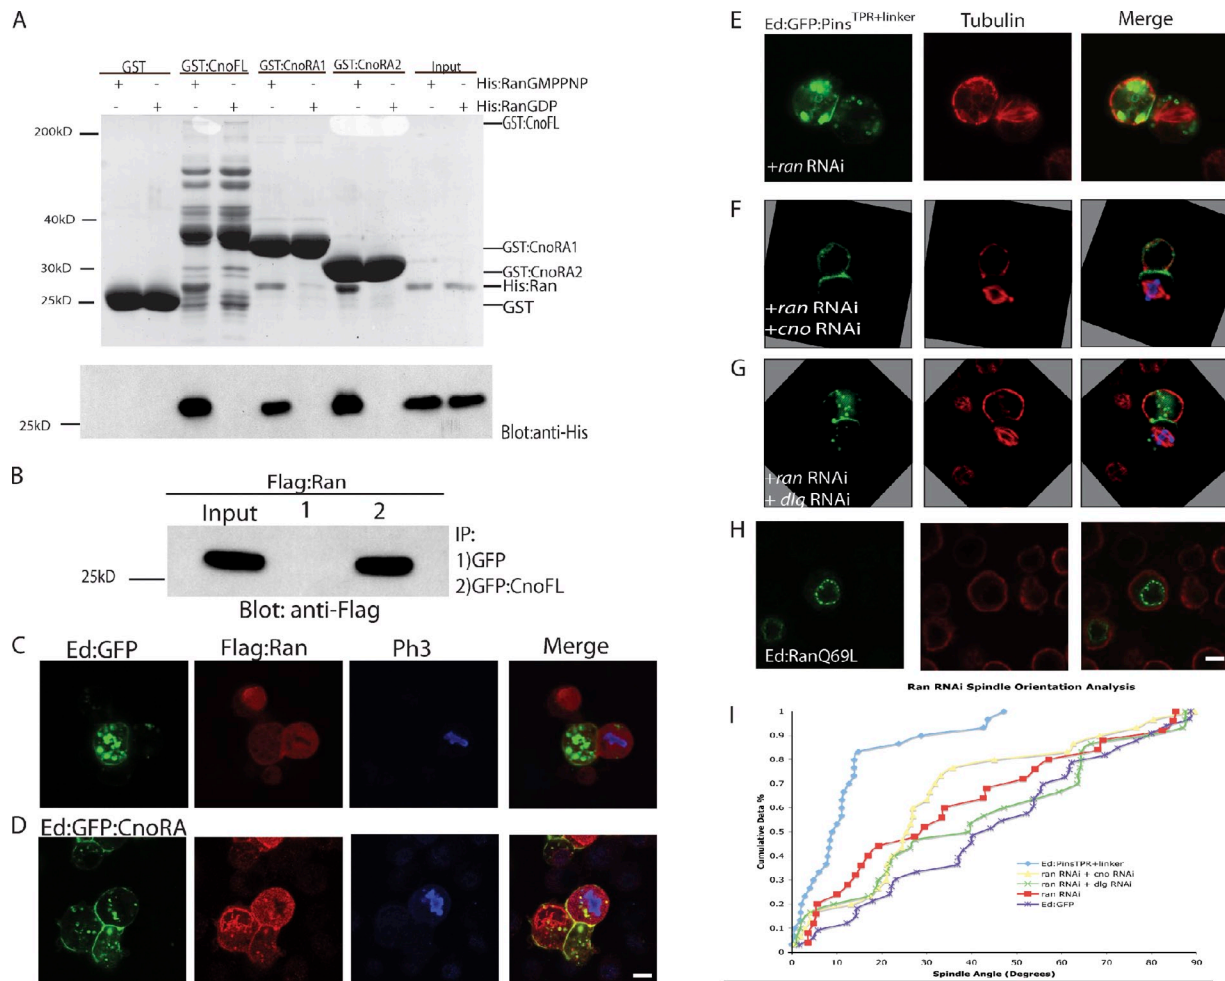 A
GST GST:CnoFL GST:CnoRA1 GST:CnoRA2 Input
+ - + - + - + - + - His:RanGMPPNP
- + - + - + - + - + His:RanGDP
GST:CnoFL
200kD
40kD
GST:CnoRA1
30kD
GST:CnoRA2
His:Ran
25kD
GST
25kD
Blot:anti-His
B
Flag:Ran
Input 1 2
IP:
1)GFP
2)GFP:CnoFL
25kD
Blot: anti-Flag
C
Ed:GFP Flag:Ran Ph3 Merge
D
Ed:GFP:CnoRA
E
Ed:GFP:PinsTPR+linker Tubulin Merge
+ran RNAi
F
+ran RNAi
+cno RNAi
G
+ran RNAi
+ dlg RNAi
H
Ed:RanQ69L
I
Ran RNAi Spindle Orientation Analysis
Cumulative Data %
1
0.9
0.8
0.7
0.6
0.5
0.4
0.3
0.2
0.1
0
Ed:PinsTPR+linker
ran RNAi + cno RNAi
ran RNAi + dlg RNAi
ran RNAi
Ed:GFP
0 10 20 30 40 50 60 70 80 90
Spindle Angle (Degrees)